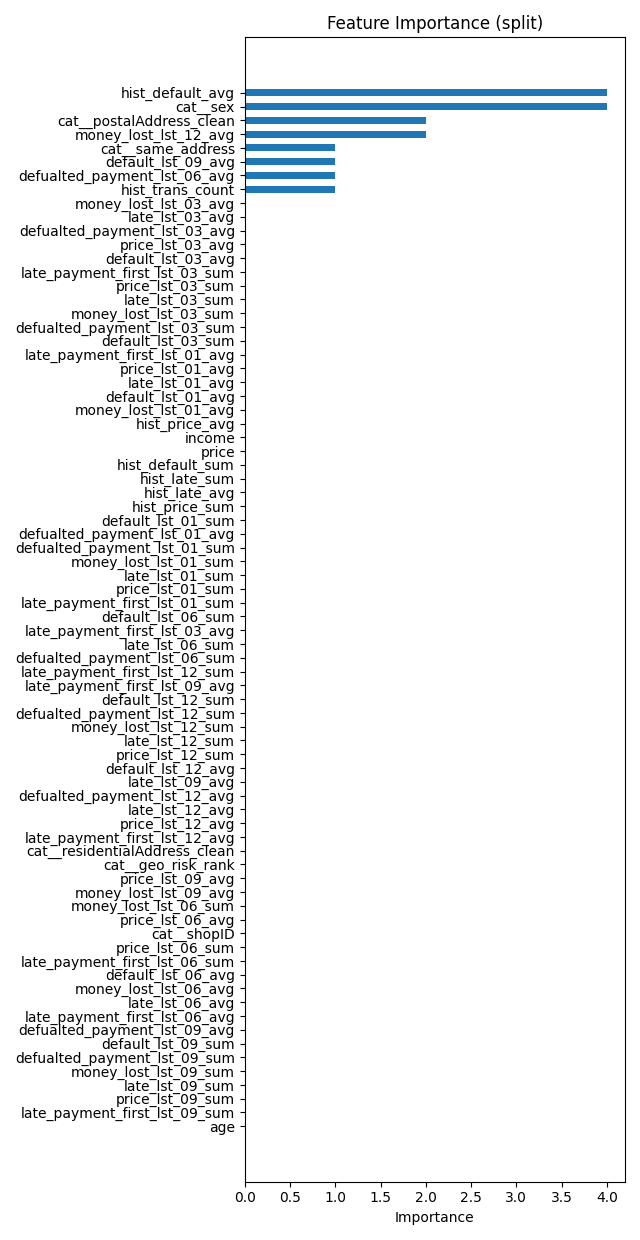 Feature Importance (split)
hist_default_avg
cat__sex
cat__postalAddress_clean
money_lost_lst_12_avg
cat__same_address
default_lst_09_avg
defualted_payment_lst_06_avg
hist_trans_count
money_lost_lst_03_avg
late_lst_03_avg
defualted_payment_lst_03_avg
price_lst_03_avg
default_lst_03_avg
late_payment_first_lst_03_sum
price_lst_03_sum
late_lst_03_sum
money_lost_lst_03_sum
defualted_payment_lst_03_sum
default_lst_03_sum
late_payment_first_lst_01_avg
price_lst_01_avg
late_lst_01_avg
default_lst_01_avg
money_lost_lst_01_avg
hist_price_avg
income
price
hist_default_sum
hist_late_sum
hist_late_avg
hist_price_sum
default_lst_01_sum
defualted_payment_lst_01_avg
defualted_payment_lst_01_sum
money_lost_lst_01_sum
late_lst_01_sum
price_lst_01_sum
late_payment_first_lst_01_sum
default_lst_06_sum
late_payment_first_lst_03_avg
late_lst_06_sum
defualted_payment_lst_06_sum
late_payment_first_lst_12_sum
late_payment_first_lst_09_avg
default_lst_12_sum
defualted_payment_lst_12_sum
money_lost_lst_12_sum
late_lst_12_sum
price_lst_12_sum
default_lst_12_avg
late_lst_09_avg
defualted_payment_lst_12_avg
late_lst_12_avg
price_lst_12_avg
late_payment_first_lst_12_avg
cat__residentialAddress_clean
cat__geo_risk_rank
price_lst_09_avg
money_lost_lst_09_avg
money_lost_lst_06_sum
price_lst_06_avg
cat__shopID
price_lst_06_sum
late_payment_first_lst_06_sum
default_lst_06_avg
money_lost_lst_06_avg
late_lst_06_avg
late_payment_first_lst_06_avg
defualted_payment_lst_09_avg
default_lst_09_sum
defualted_payment_lst_09_sum
money_lost_lst_09_sum
late_lst_09_sum
price_lst_09_sum
late_payment_first_lst_09_sum
age
0.0 0.5 1.0 1.5 2.0 2.5 3.0 3.5 4.0
Importance